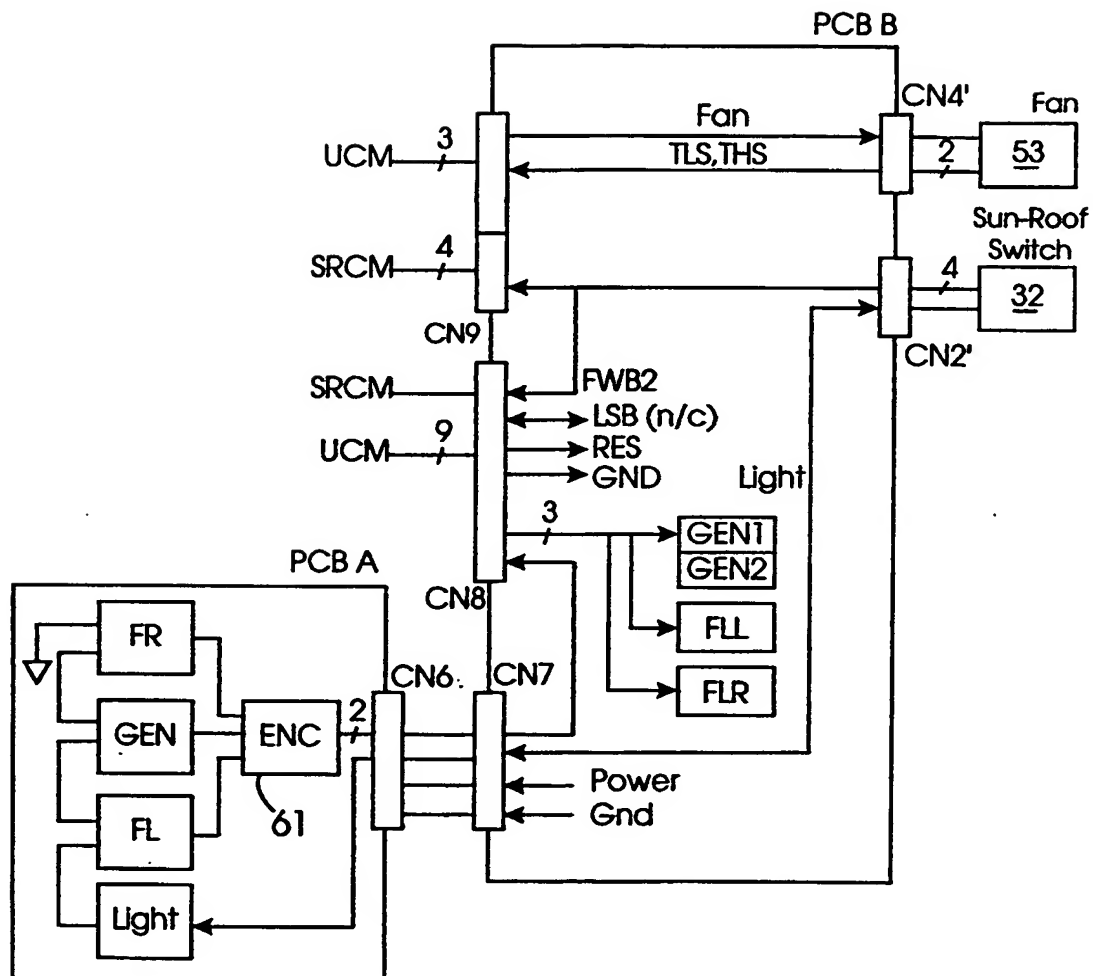 PCB B
CN4'
Fan
Fan
UCM 3
TLS,THS
2
53
Sun-Roof
Switch
SRCM 4
4
32
CN9
CN2'
SRCM
FWB2
LSB (n/c)
UCM 9
RES
GND
Light
3
GEN1
GEN2
PCB A
CN8
FLL
FR
CN6
CN7
FLR
GEN
ENC
2
Power
Gnd
FL
61
Light